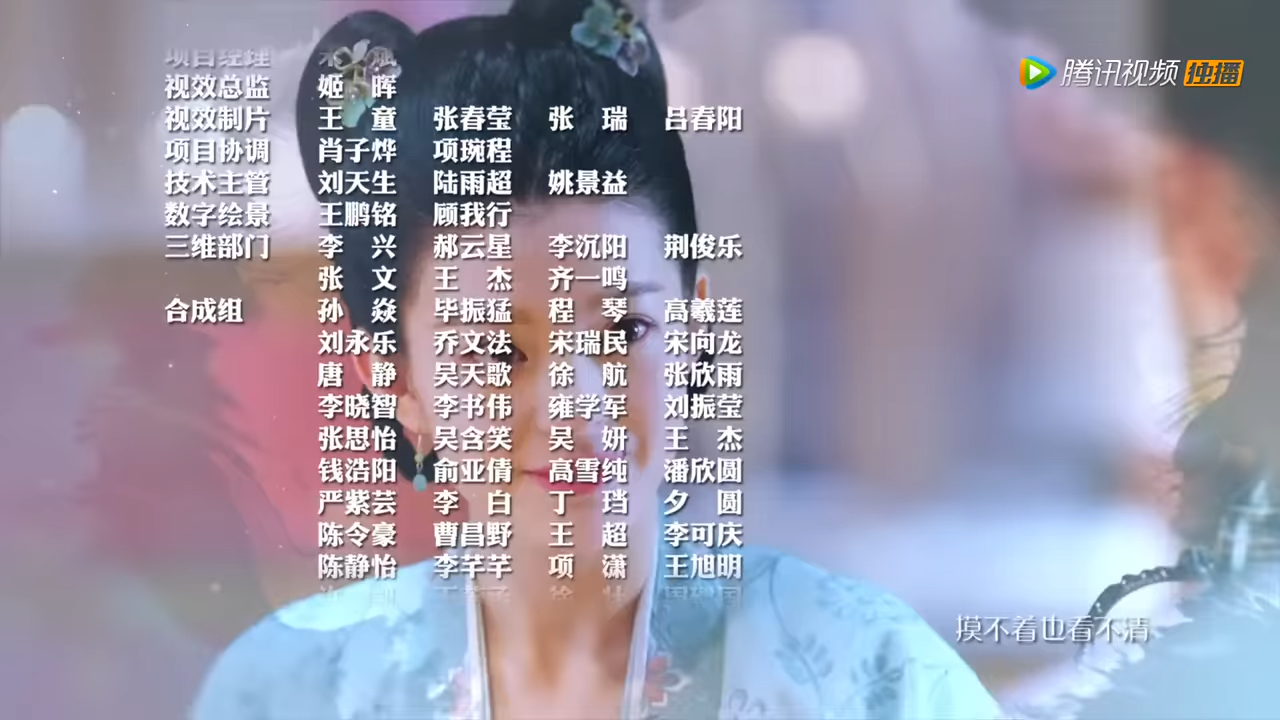 项目经理
腾讯视频 独播
视效总监 姬 晖
视效制片 王 童 张春莹 张 瑞 吕春阳
项目协调 肖子烨 项琬程
技术主管 刘天生 陆雨超 姚景益
数字绘景 王鹏铭 顾我行
三维部门 李 兴 郝云星 李沉阳 荆俊乐
张 文 王 杰 齐一鸣
合成组 孙 焱 毕振猛 程 琴 高羲莲
刘永乐 乔文法 宋瑞民 宋向龙
唐 静 吴天歌 徐 航 张欣雨
李晓智 李书伟 雍学军 刘振莹
张思怡 吴含笑 吴 妍 王 杰
钱浩阳 俞亚倩 高雪纯 潘欣圆
严紫芸 李 白 丁 珰 夕 圆
陈令豪 曹昌野 王 超 李可庆
陈静怡 李芊芊 项 潇 王旭明
摸不着也看不清